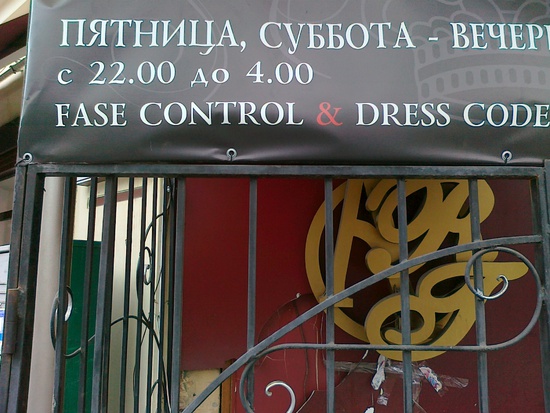 ПЯТНИЦА, СУББОТА - ВЕЧЕР
с 22.00 до 4.00
FASE CONTROL & DRESS CODE